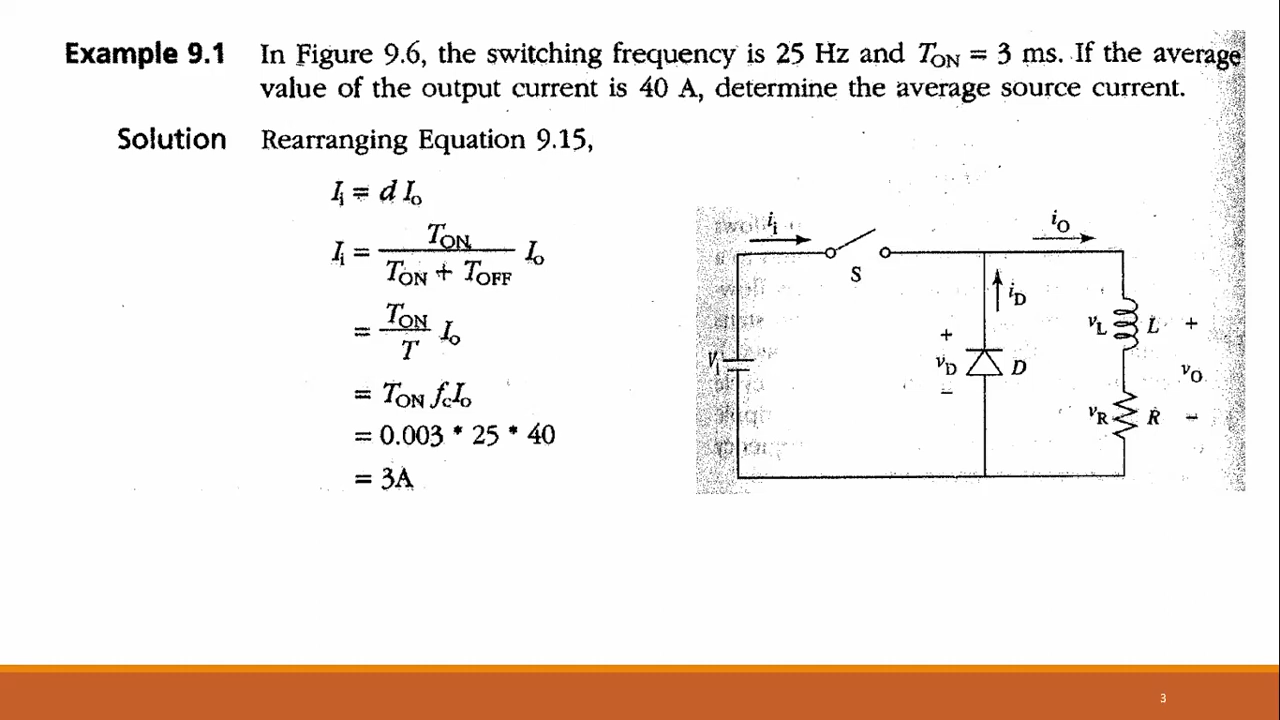 Example 9.1 In Figure 9.6, the switching frequency is 25 Hz and T_ON = 3 ms. If the average
value of the output current is 40 A, determine the average source current.
Solution Rearranging Equation 9.15,
I_i = d I_o
I_i = T_ON / (T_ON + T_OFF) I_o
= T_ON / T I_o
= T_ON f_c I_o
= 0.003 * 25 * 40
= 3A
i_i
i_O
S
i_D
+
v_D
−
D
V_i
v_L
L
+
v_O
v_R
R
−
3